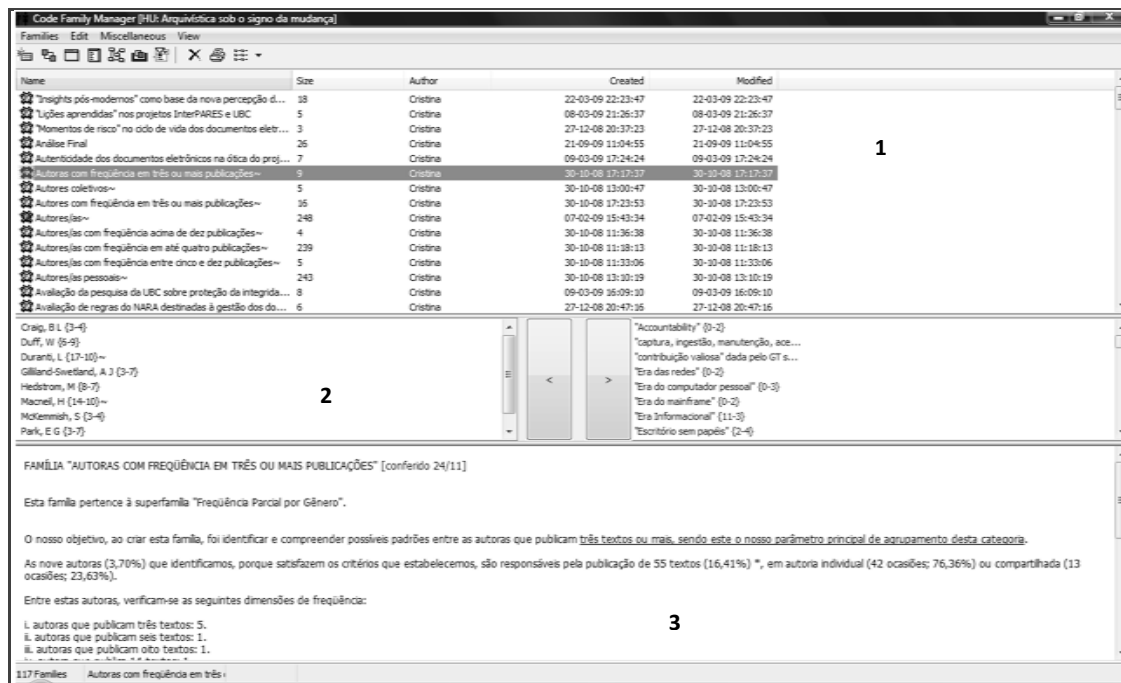 Code Family Manager [HU: Arquivística sob o signo da mudança]
Families Edit Miscellaneous View
Name Size Author Created Modified
"Insights pós-modernos" como base da nova percepção d... 18 Cristina 22-03-09 22:23:47 22-03-09 22:23:47
"Lições aprendidas" nos projetos InterPARES e UBC 5 Cristina 08-03-09 21:26:37 08-03-09 21:26:37
"Momentos de risco" no ciclo de vida dos documentos eletr... 3 Cristina 27-12-08 20:37:23 27-12-08 20:37:23
Análise Final 26 Cristina 21-09-09 11:04:55 21-09-09 11:04:55
Autenticidade dos documentos eletrônicos na ótica do proj... 7 Cristina 09-03-09 17:24:24 09-03-09 17:24:24
1
Autoras com freqüência em três ou mais publicações~ 9 Cristina 30-10-08 17:17:37 30-10-08 17:17:37
Autores coletivos~ 5 Cristina 30-10-08 13:00:47 30-10-08 13:00:47
Autores com freqüência em três ou mais publicações~ 16 Cristina 30-10-08 17:23:53 30-10-08 17:23:53
Autores/as~ 248 Cristina 07-02-09 15:43:34 07-02-09 15:43:34
Autores/as com freqüência acima de dez publicações~ 4 Cristina 30-10-08 11:36:38 30-10-08 11:36:38
Autores/as com freqüência em até quatro publicações~ 239 Cristina 30-10-08 11:18:13 30-10-08 11:18:13
Autores/as com freqüência entre cinco e dez publicações~ 5 Cristina 30-10-08 11:33:06 30-10-08 11:33:06
Autores/as pessoais~ 243 Cristina 30-10-08 13:10:19 30-10-08 13:10:19
Avaliação da pesquisa da UBC sobre proteção da integrida... 8 Cristina 09-03-09 16:09:10 09-03-09 16:09:10
Avaliação de regras do NARA destinadas à gestão dos do... 6 Cristina 27-12-08 20:47:16 27-12-08 20:47:16
Craig, B L {3-4}
Duff, W {6-9}
Duranti, L {17-10}~
Gilliland-Swetland, A J {3-7}
Hedstrom, M {8-7}
Macneil, H {14-10}~
McKemmish, S {3-4}
Park, E G {3-7}
2
< >
"Accountability" {0-2}
"captura, ingestão, manutenção, ace...
"contribuição valiosa" dada pelo GT s...
"Era das redes" {0-2}
"Era do computador pessoal" {0-3}
"Era do mainframe" {0-2}
"Era Informacional" {11-3}
"Escritório sem papéis" {2-4}
FAMÍLIA "AUTORAS COM FREQÜÊNCIA EM TRÊS OU MAIS PUBLICAÇÕES" [conferido 24/11]
Esta família pertence à superfamília "Freqüência Parcial por Gênero".
O nosso objetivo, ao criar esta família, foi identificar e compreender possíveis padrões entre as autoras que publicam três textos ou mais, sendo este o nosso parâmetro principal de agrupamento desta categoria.
As nove autoras (3,70%) que identificamos, porque satisfazem os critérios que estabelecemos, são responsáveis pela publicação de 55 textos (16,41%) *, em autoria individual (42 ocasiões; 76,36%) ou compartilhada (13
ocasiões; 23,63%).
Entre estas autoras, verificam-se as seguintes dimensões de freqüência:
i. autoras que publicam três textos: 5.
ii. autoras que publicam seis textos: 1.
iii. autoras que publicam oito textos: 1.
3
117 Families Autoras com freqüência em três